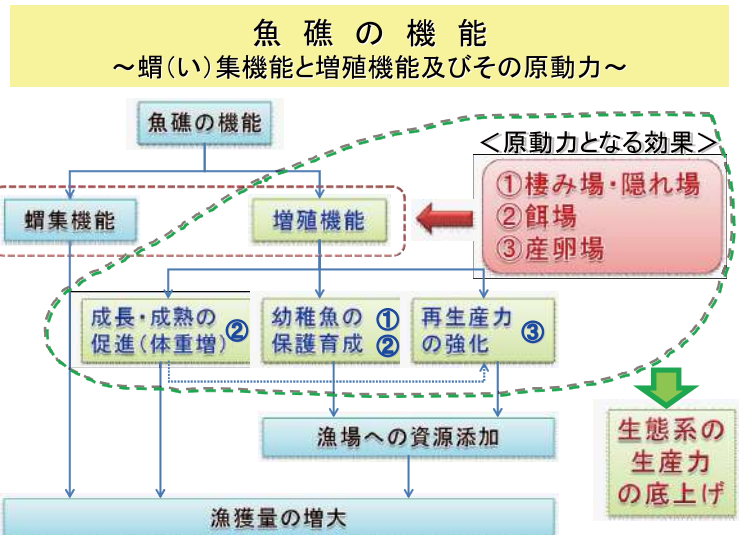 魚礁の機能
～蝟(い)集機能と増殖機能及びその原動力～
魚礁の機能
＜原動力となる効果＞
①棲み場・隠れ場
②餌場
③産卵場
蝟集機能
増殖機能
成長・成熟の
促進(体重増)
②
幼稚魚の
保護育成
①
②
再生産力
の強化
③
漁場への資源添加
生態系の
生産力
の底上げ
漁獲量の増大